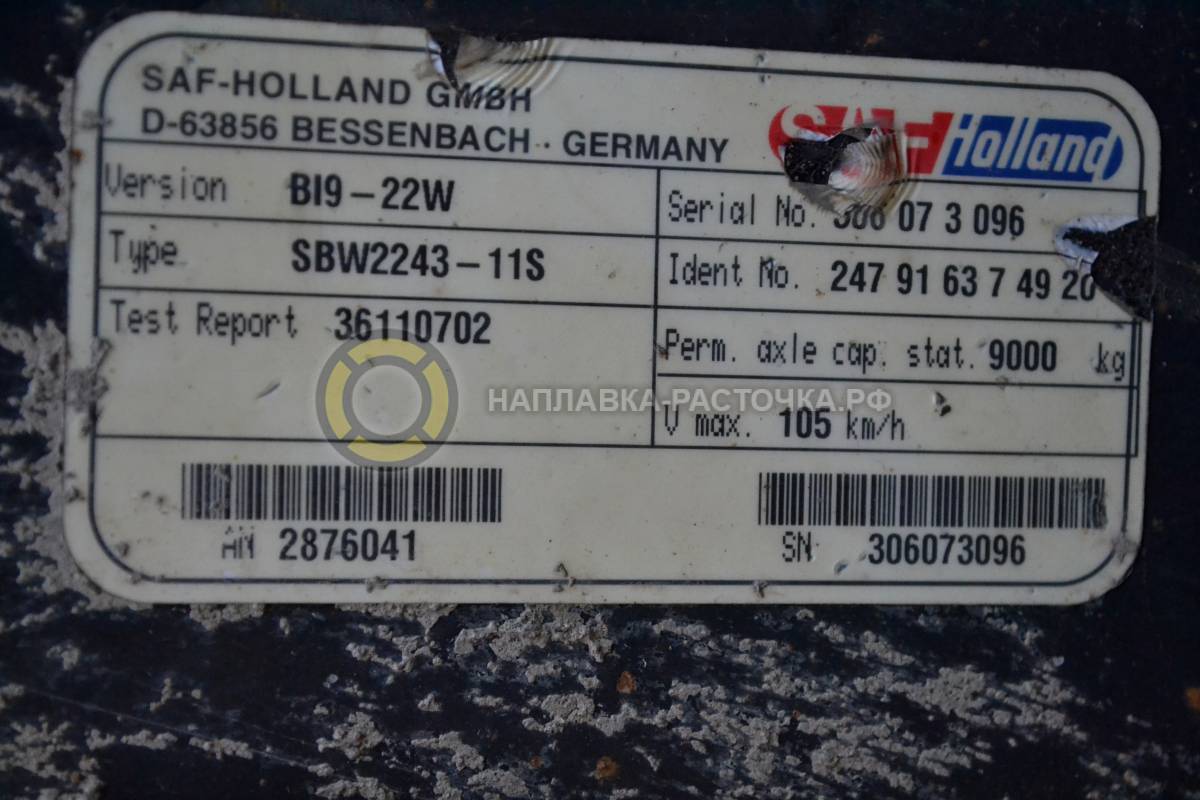 SAF-HOLLAND GMBH
D-63856 BESSENBACH · GERMANY
SAF Holland
Version BI9-22W
Serial No. 306 07 3 096
Type SBW2243-11S
Ident No. 247 91 63 7 49 20
Test Report 36110702
Perm. axle cap. stat. 9000 kg
НАПЛАВКА-РАСТОЧКА.РФ
V max. 105 km/h
AN 2876041
SN 306073096